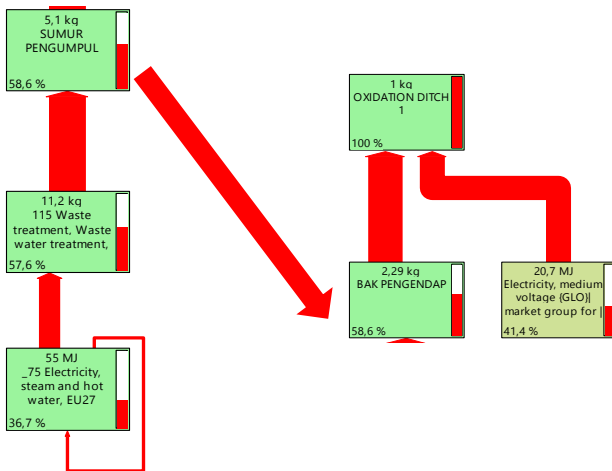 5,1 kg
SUMUR
PENGUMPUL
58,6 %
1 kg
OXIDATION DITCH
1
100 %
11,2 kg
115 Waste
treatment, Waste
water treatment,
57,6 %
2,29 kg
BAK PENGENDAP
58,6 %
20,7 MJ
Electricity, medium
voltage {GLO}|
market group for |
41,4 %
55 MJ
_75 Electricity,
steam and hot
water, EU27
36,7 %